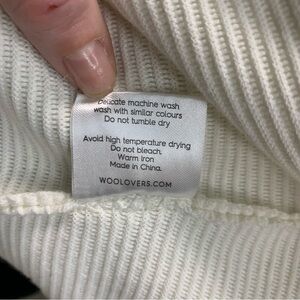 Delicate machine wash
wash with similar colours
Do not tumble dry
Avoid high temperature drying
Do not bleach.
Warm iron
Made in China.
WOOLOVERS.COM